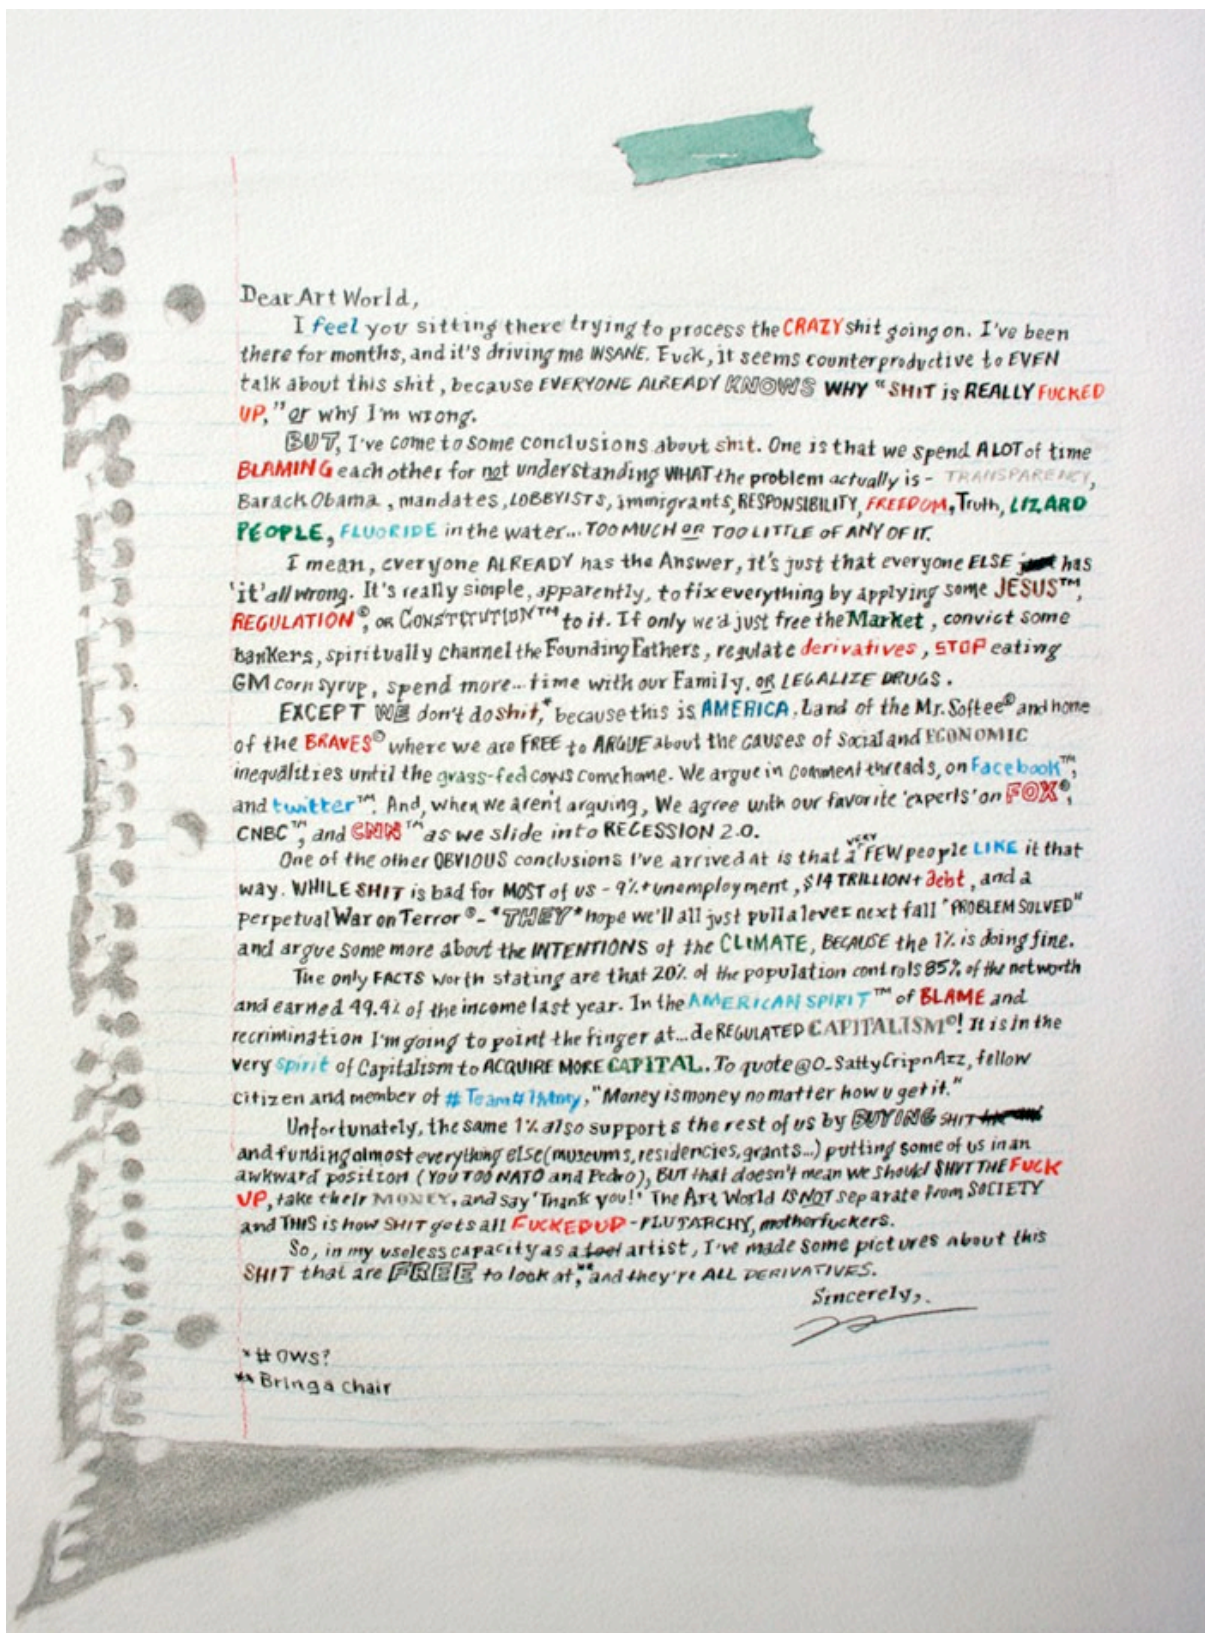 Dear Art World,
I feel you sitting there trying to process the CRAZY shit going on. I've been
there for months, and it's driving me INSANE. Fuck, it seems counterproductive to EVEN
talk about this shit, because EVERYONE ALREADY KNOWS WHY "SHIT is REALLY FUCKED
UP," or why I'm wrong.
BUT, I've come to some conclusions about shit. One is that we spend A LOT of time
BLAMING each other for not understanding WHAT the problem actually is - TRANSPARENCY,
Barack Obama, mandates, LOBBYISTS, immigrants, RESPONSIBILITY, FREEDOM, Truth, LIZARD
PEOPLE, FLUORIDE in the water... TOO MUCH OR TOO LITTLE OF ANY OF IT.
I mean, everyone ALREADY has the Answer, it's just that everyone ELSE just has
'it' all wrong. It's really simple, apparently, to fix everything by applying some JESUS™,
REGULATION®, OR CONSTITUTION™ to it. If only we'd just free the Market, convict some
bankers, spiritually channel the Founding Fathers, regulate derivatives, STOP eating
GM corn syrup, spend more... time with our Family, OR LEGALIZE DRUGS.
EXCEPT WE don't do shit,* because this is AMERICA. Land of the Mr. Softee® and home
of the BRAVES® where we are FREE to ARGUE about the causes of Social and ECONOMIC
inequalities until the grass-fed cows come home. We argue in comment threads, on Facebook™,
and twitter™. And, when we aren't arguing, We agree with our favorite 'experts' on FOX®,
CNBC™, and CNN™ as we slide into RECESSION 2.0.
One of the other OBVIOUS conclusions I've arrived at is that a VERY FEW people LIKE it that
way. WHILE SHIT is bad for MOST of us - 9%+ unemployment, $14 TRILLION+ debt, and a
perpetual War on Terror® - *THEY* hope we'll all just pull a lever next fall "PROBLEM SOLVED"
and argue some more about the INTENTIONS of the CLIMATE, BECAUSE the 1% is doing fine.
The only FACTS worth stating are that 20% of the population controls 85% of the net worth
and earned 49.4% of the income last year. In the AMERICAN SPIRIT™ of BLAME and
recrimination I'm going to point the finger at... deREGULATED CAPITALISM®! It is in the
very spirit of Capitalism to ACQUIRE MORE CAPITAL. To quote @O_SattyCripnAzz, fellow
citizen and member of #Team#1Mmy, "Money is money no matter how u get it."
Unfortunately, the same 1% also supports the rest of us by BUYING SHIT
and funding almost everything else (museums, residencies, grants...) putting some of us in an
awkward position (YOU TOO NATO and Pedro), BUT that doesn't mean we should SHUT THE FUCK
UP, take their MONEY, and say 'Thank you!' The Art World IS NOT separate from SOCIETY
and THIS is how SHIT gets all FUCKED UP - PLUTARCHY, motherfuckers.
So, in my useless capacity as a tool artist, I've made some pictures about this
SHIT that are FREE to look at,** and they're ALL DERIVATIVES.
Sincerely,
*#OWS?
** Bring a chair